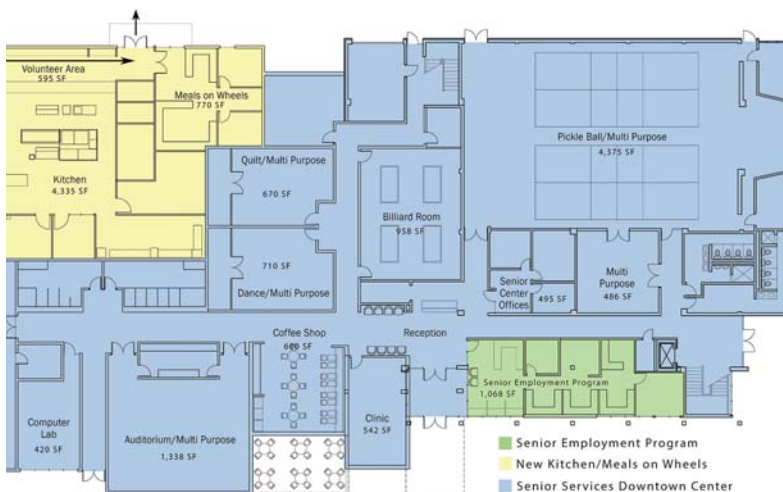 Volunteer Area
595 SF
Meals on Wheels
770 SF
Kitchen
4,335 SF
Quilt/Multi Purpose
670 SF
710 SF
Dance/Multi Purpose
Billiard Room
958 SF
Pickle Ball/Multi Purpose
4,375 SF
Senior
Center
Offices
495 SF
Multi
Purpose
486 SF
Coffee Shop
600 SF
Reception
Senior Employment Program
1,068 SF
Computer
Lab
420 SF
Auditorium/Multi Purpose
1,338 SF
Clinic
542 SF
Senior Employment Program
New Kitchen/Meals on Wheels
Senior Services Downtown Center